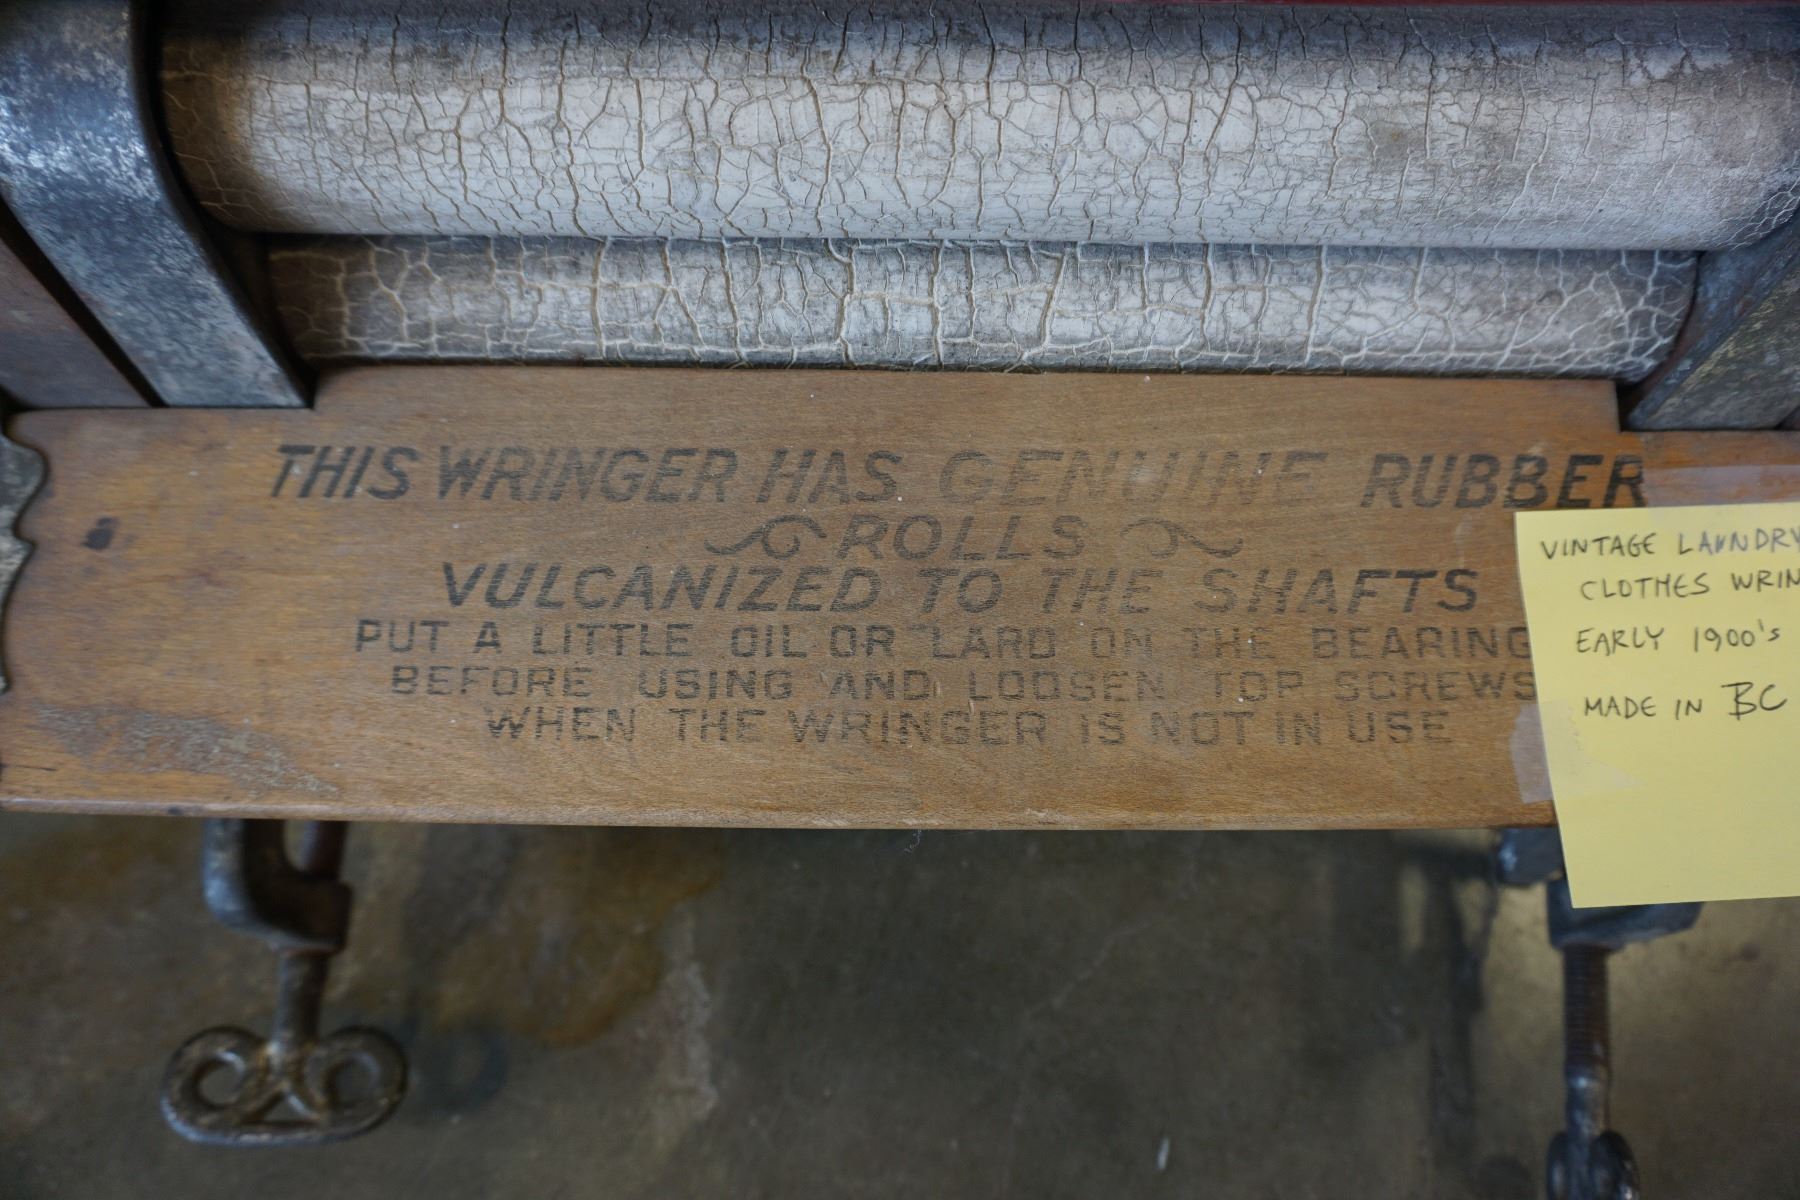 THIS WRINGER HAS GENUINE RUBBER
ROLLS
VULCANIZED TO THE SHAFTS
PUT A LITTLE OIL OR LARD ON THE BEARING
BEFORE USING AND LOOSEN TOP SCREWS
WHEN THE WRINGER IS NOT IN USE
VINTAGE LAUNDRY
CLOTHES WRIN
EARLY 1900's
MADE IN BC